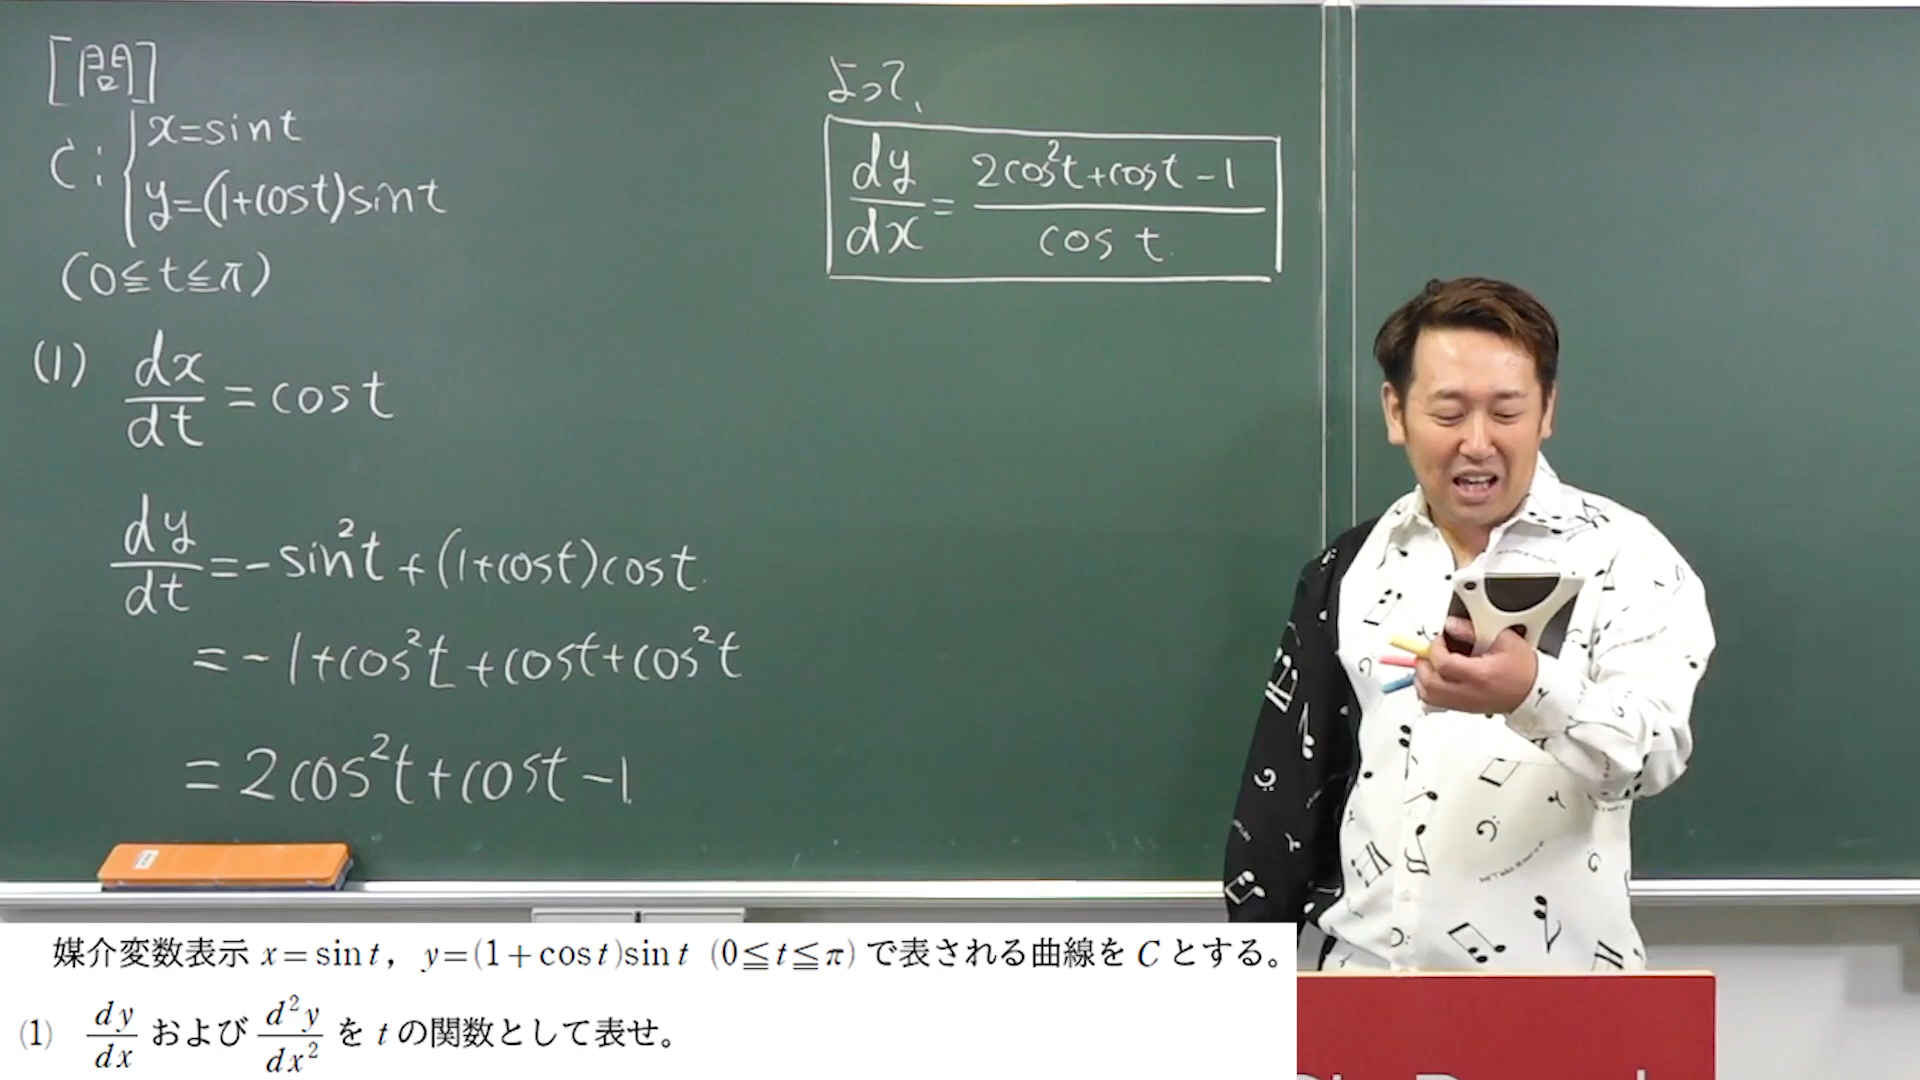 [問]
C:{x=sint
y=(1+cost)sint
(0≦t≦π)
(1) dx/dt = cost
dy/dt = -sin²t+(1+cost)cost
= -1+cos²t+cost+cos²t
= 2cos²t+cost-1
よって、
dy/dx = 2cos²t+cost-1/cos t
媒介変数表示 x=sin t, y=(1+cos t)sin t (0≦t≦π) で表される曲線を C とする。
(1) dy/dx および d²y/dx² を t の関数として表せ。